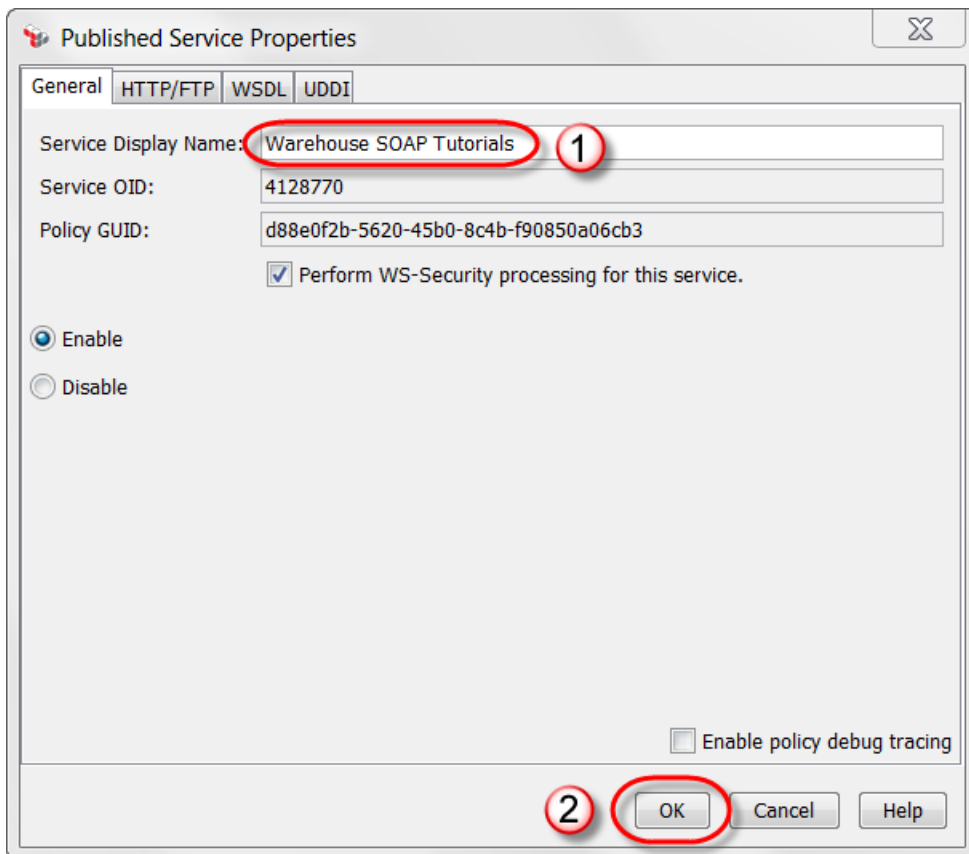 Published Service Properties
General HTTP/FTP WSDL UDDI
Service Display Name: Warehouse SOAP Tutorials 1
Service OID: 4128770
Policy GUID: d88e0f2b-5620-45b0-8c4b-f90850a06cb3
Perform WS-Security processing for this service.
Enable
Disable
Enable policy debug tracing
2 OK Cancel Help